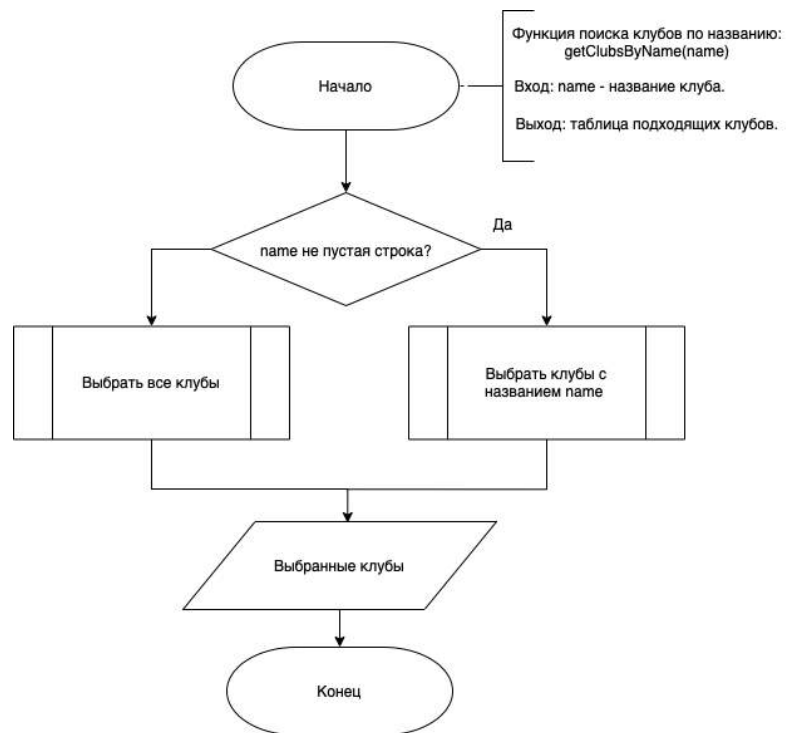 Функция поиска клубов по названию:
getClubsByName(name)
Вход: name - название клуба.
Выход: таблица подходящих клубов.
Начало
Да
name не пустая строка?
Выбрать все клубы
Выбрать клубы с
названием name
Выбранные клубы
Конец